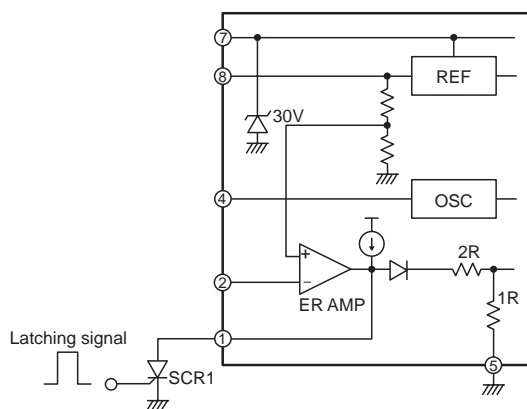 7
8
REF
30V
4
OSC
+
−
2
ER AMP
2R
1R
1
Latching signal
SCR1
5